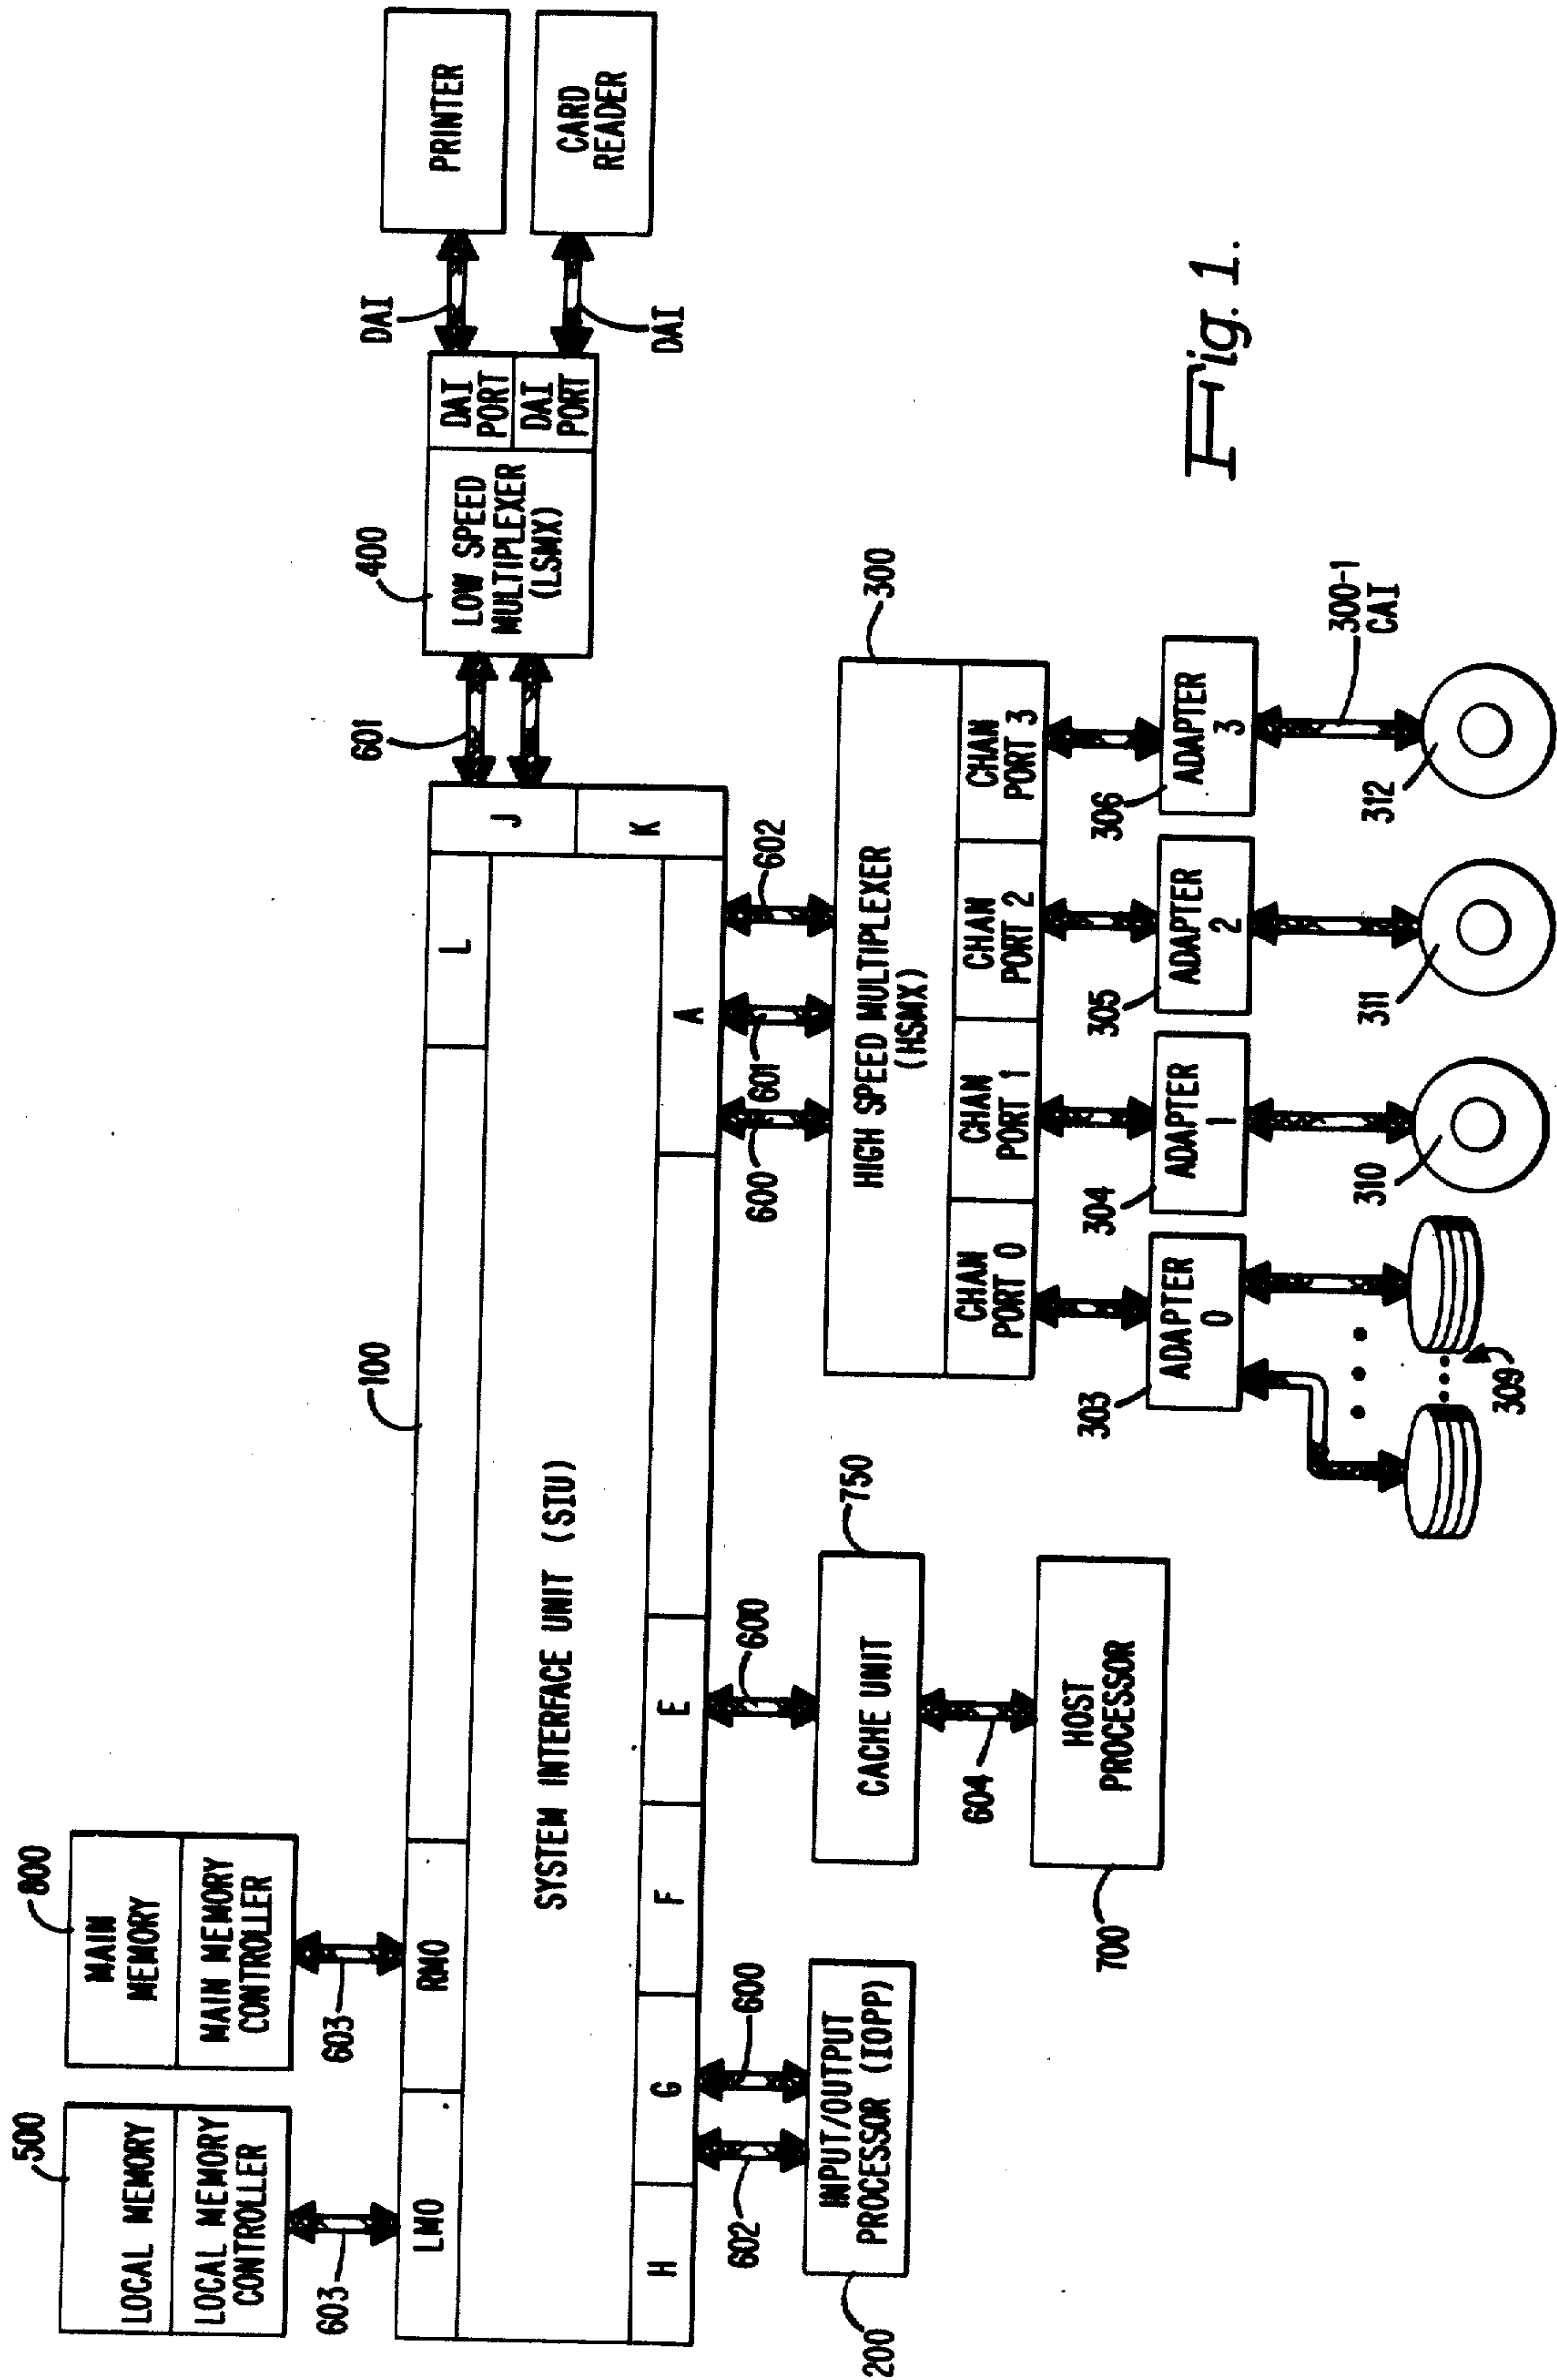 500
LOCAL MEMORY
LOCAL MEMORY
CONTROLLER
603
800
MAIN
MEMORY
MAIN MEMORY
CONTROLLER
603
100
LMO
RMO
L
J
K
SYSTEM INTERFACE UNIT (SIU)
H
G
F
E
A
601
400
LOW SPEED
MULTIPLEXER
(LSMX)
DAI
PORT
DAI
PORT
DAI
DAI
PRINTER
CARD
READER
602
600
INPUT/OUTPUT
PROCESSOR (IOPP)
200
600
750
CACHE UNIT
604
HOST
PROCESSOR
700
600
601
602
300
HIGH SPEED MULTIPLEXER
(HSMX)
CHAN
PORT 0
CHAN
PORT 1
CHAN
PORT 2
CHAN
PORT 3
303
ADAPTER
0
304
ADAPTER
1
305
ADAPTER
2
306
ADAPTER
3
300-1
CAI
309
310
311
312
Fig. 1.